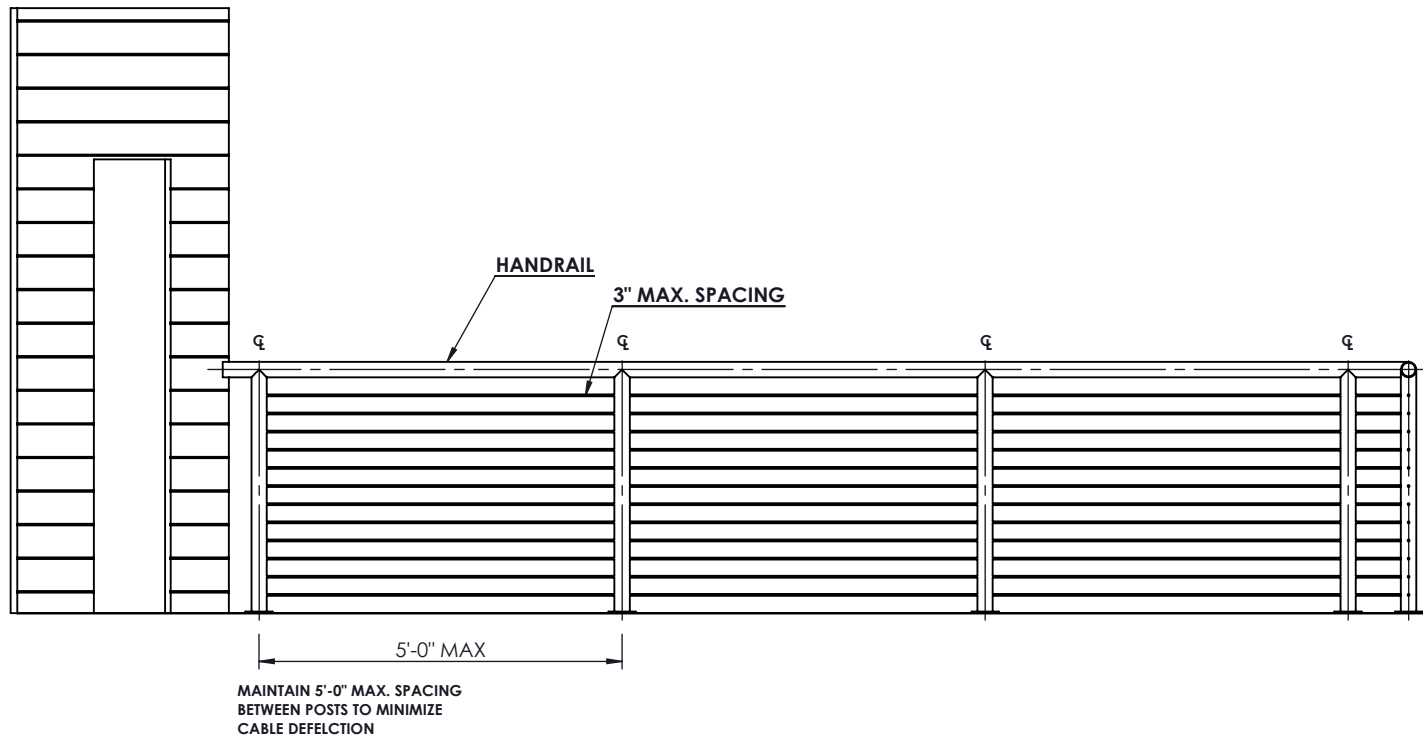 HANDRAIL
3" MAX. SPACING
℄ ℄ ℄ ℄
5'-0" MAX
MAINTAIN 5'-0" MAX. SPACING
BETWEEN POSTS TO MINIMIZE
CABLE DEFELCTION